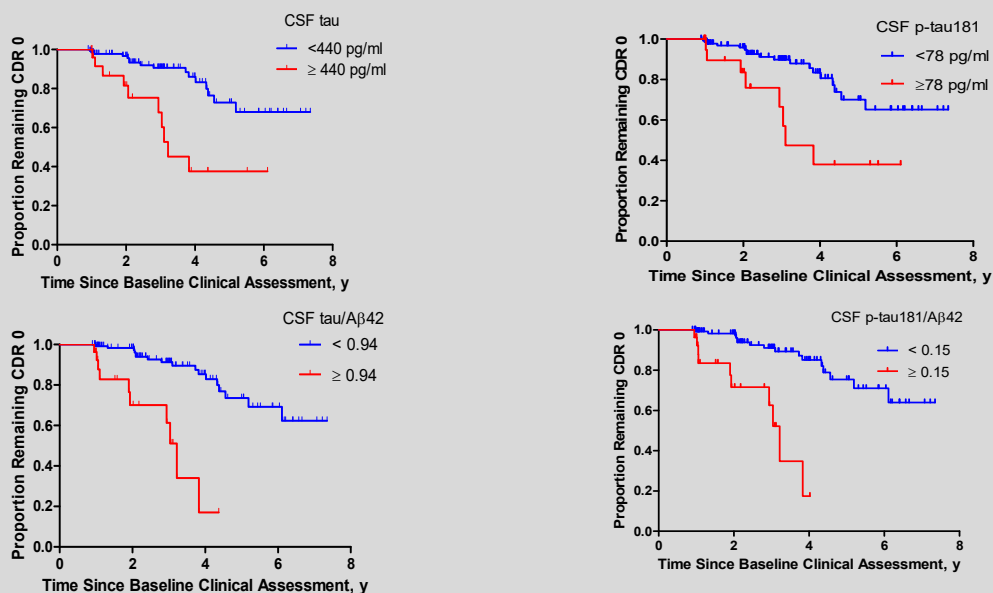 CSF tau
<440 pg/ml
≥ 440 pg/ml
Proportion Remaining CDR 0
1.0
0.8
0.6
0.4
0.2
0.0
0 2 4 6 8
Time Since Baseline Clinical Assessment, y
CSF p-tau181
<78 pg/ml
≥78 pg/ml
Proportion Remaining CDR 0
1.0
0.8
0.6
0.4
0.2
0.0
0 2 4 6 8
Time Since Baseline Clinical Assessment, y
CSF tau/Aβ42
< 0.94
≥ 0.94
Proportion Remaining CDR 0
1.0
0.8
0.6
0.4
0.2
0.0
0 2 4 6 8
Time Since Baseline Clinical Assessment, y
CSF p-tau181/Aβ42
< 0.15
≥ 0.15
Proportion Remaining CDR 0
1.0
0.8
0.6
0.4
0.2
0.0
0 2 4 6 8
Time Since Baseline Clinical Assessment, y